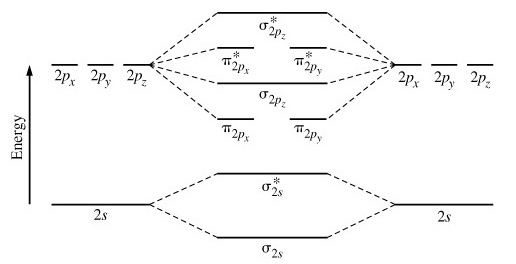 σ*2pz
π*2px π*2py
2px 2py 2pz
2px 2py 2pz
σ2pz
π2px π2py
Energy
σ*2s
2s
2s
σ2s